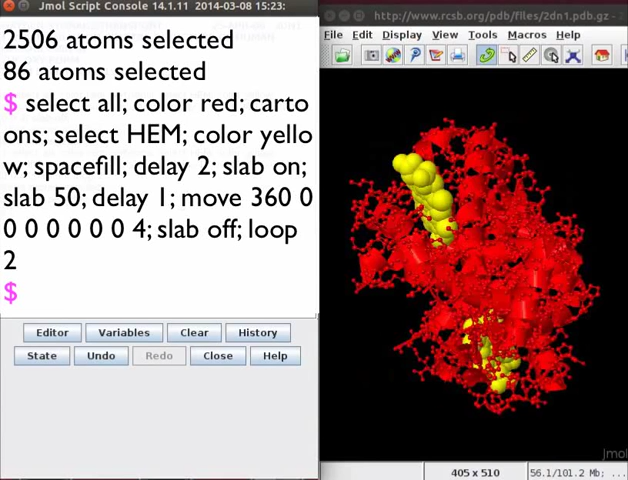 Jmol Script Console 14.1.11 2014-03-08 15:23:
2506 atoms selected
86 atoms selected
$ select all; color red; carto
ons; select HEM; color yello
w; spacefill; delay 2; slab on;
slab 50; delay 1; move 360 0
0 0 0 0 0 0 4; slab off; loop
2
$
Editor Variables Clear History
State Undo Redo Close Help
http://www.rcsb.org/pdb/files/2dn1.pdb.gz -
File Edit Display View Tools Macros Help
Jmol
405 x 510 56.1/101.2 Mb;